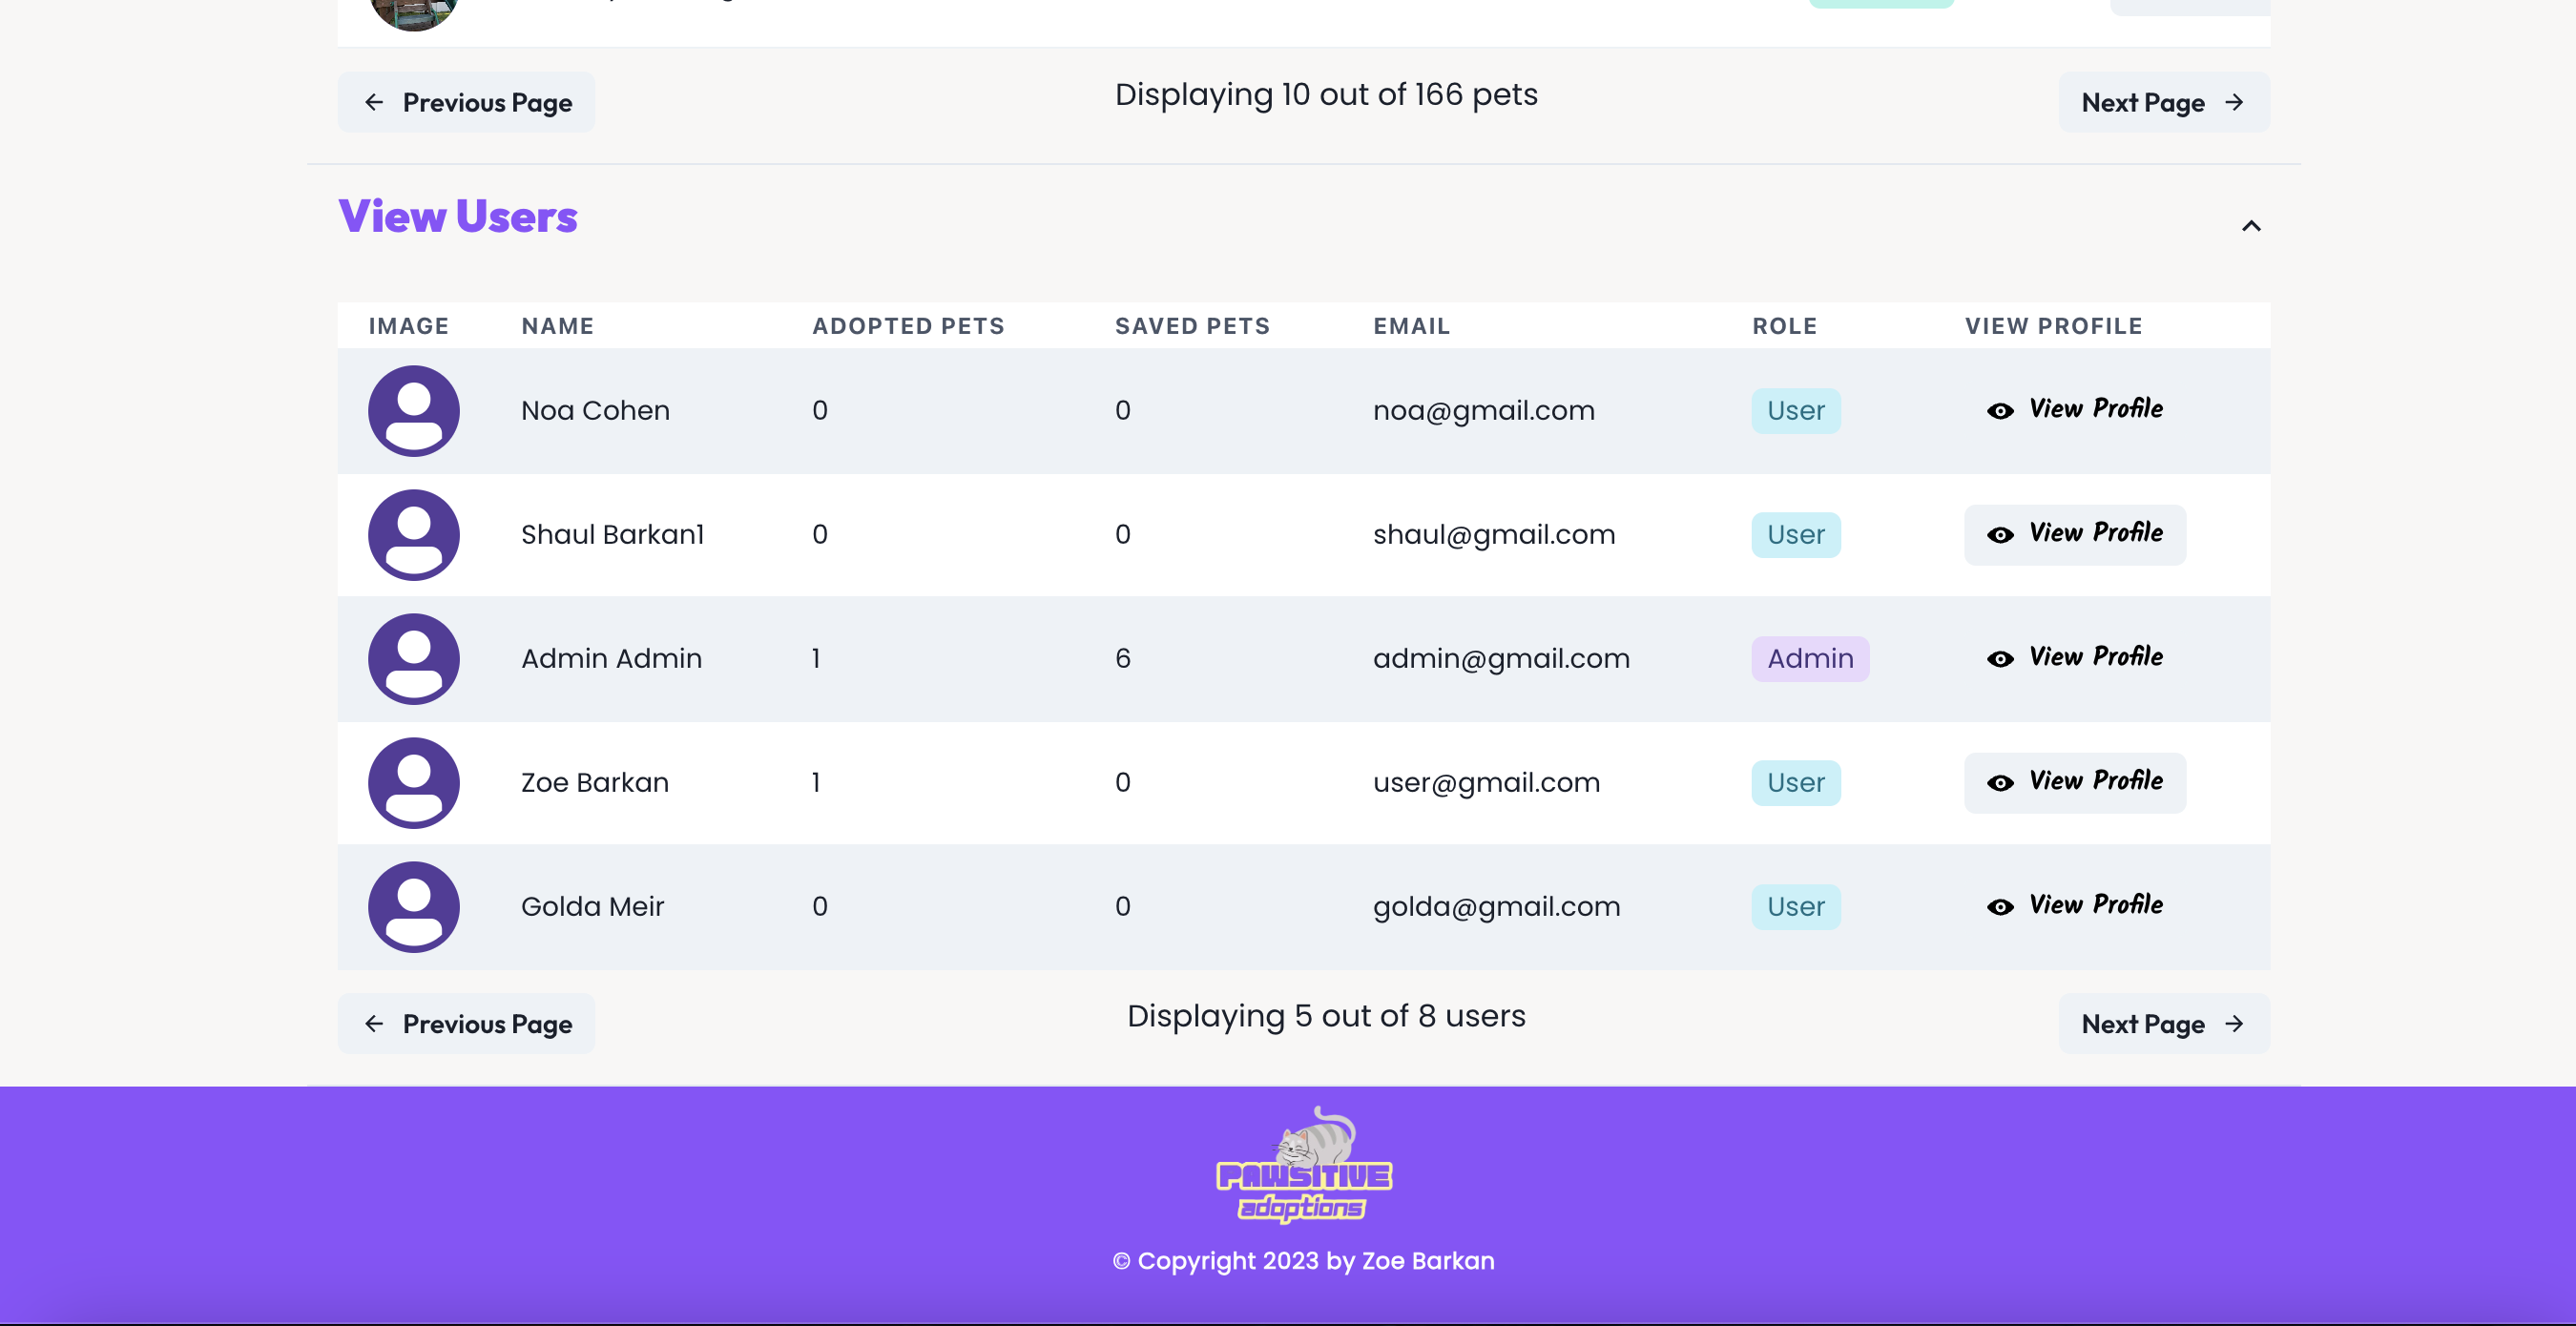 Previous Page
Displaying 10 out of 166 pets
Next Page
View Users
IMAGE NAME ADOPTED PETS SAVED PETS EMAIL ROLE VIEW PROFILE
Noa Cohen 0 0 noa@gmail.com User View Profile
Shaul Barkan1 0 0 shaul@gmail.com User View Profile
Admin Admin 1 6 admin@gmail.com Admin View Profile
Zoe Barkan 1 0 user@gmail.com User View Profile
Golda Meir 0 0 golda@gmail.com User View Profile
Previous Page
Displaying 5 out of 8 users
Next Page
PAWSITIVE
adoptions
© Copyright 2023 by Zoe Barkan